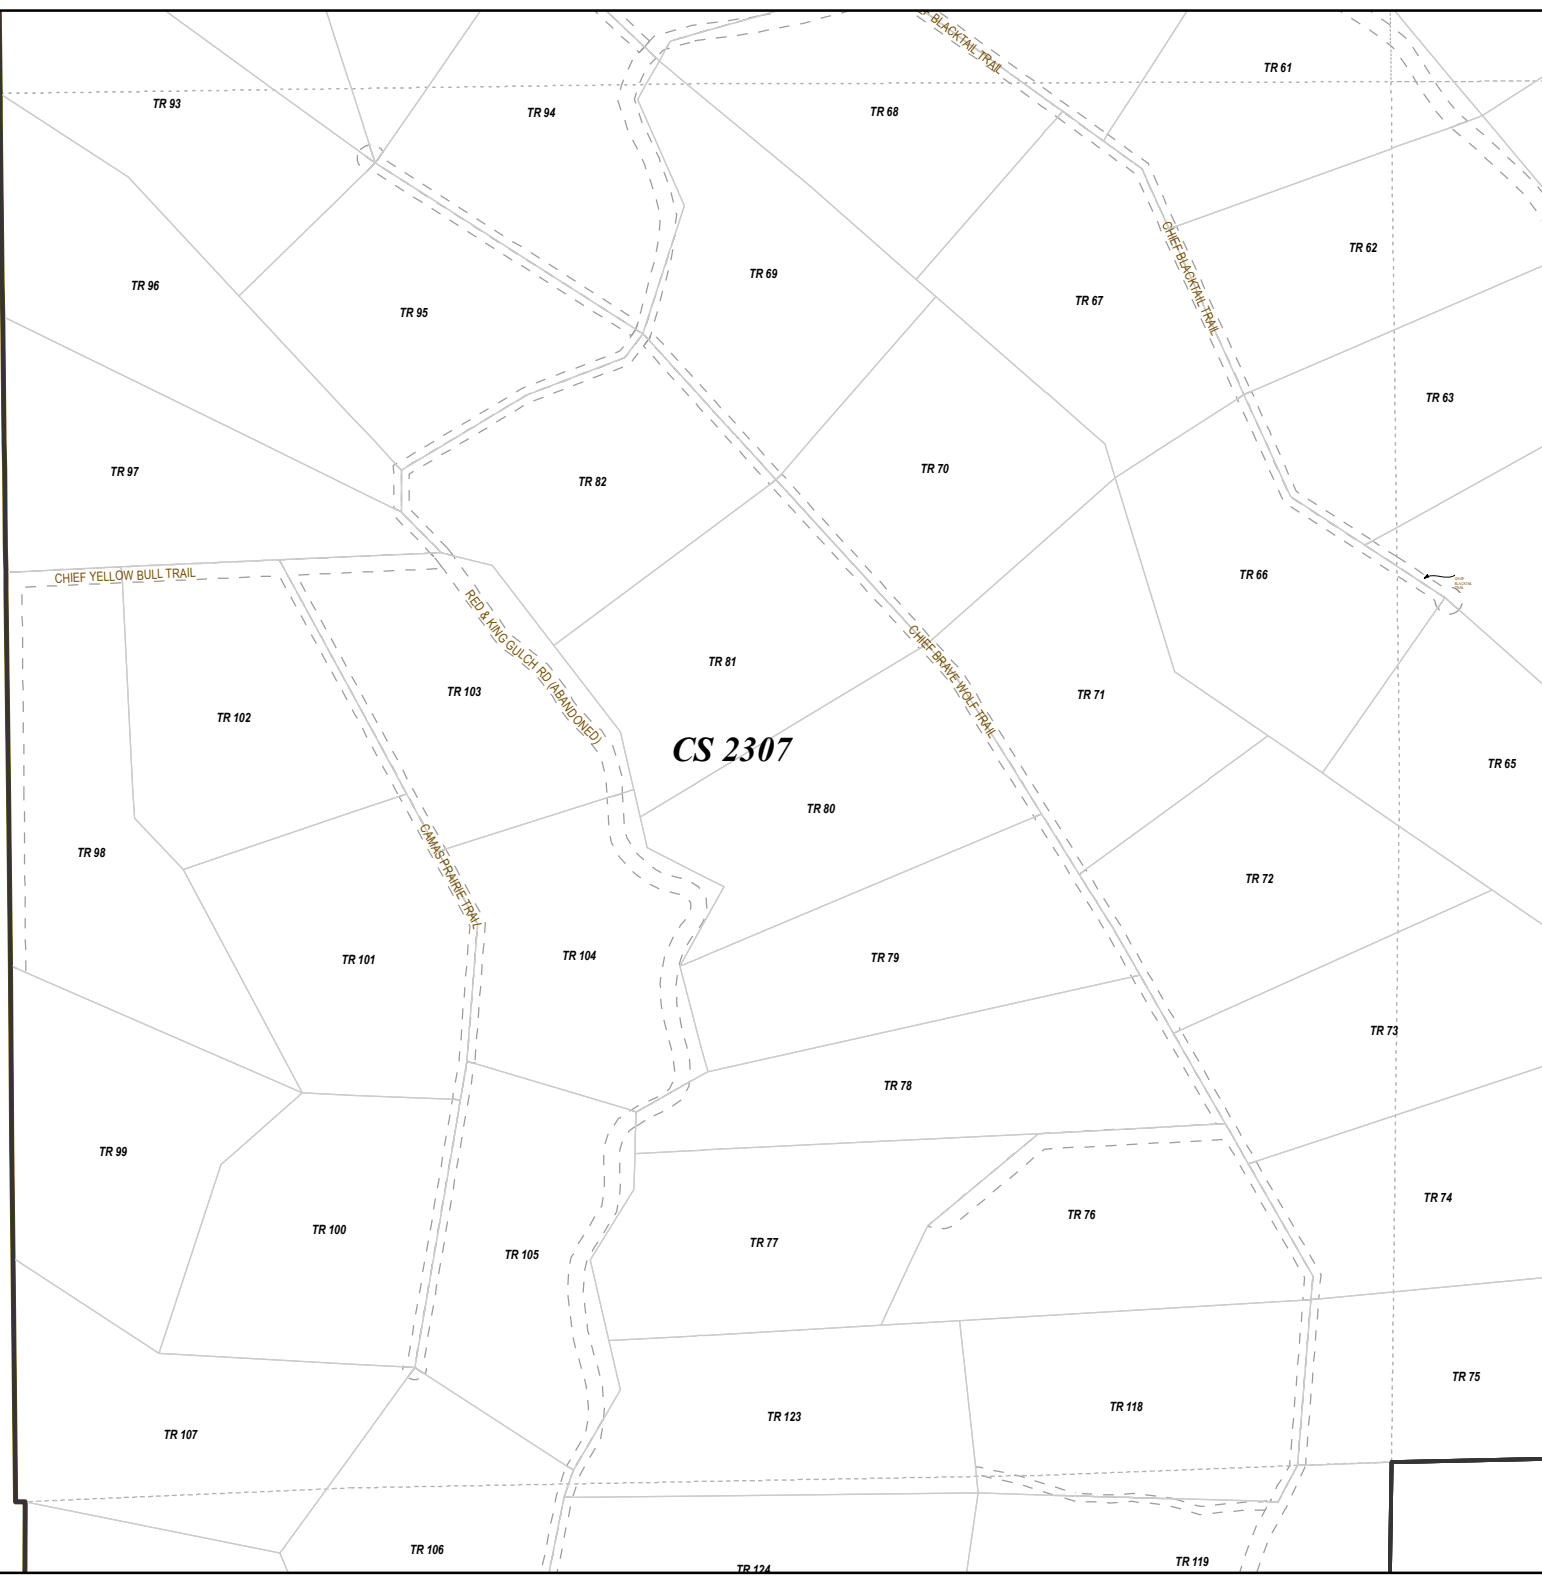 CHIEF BLACKTAIL TRAIL
TR 61
TR 93
TR 94
TR 68
TR 62
TR 69
TR 96
TR 67
TR 95
CHIEF BLACKTAIL TRAIL
TR 63
TR 97
TR 70
TR 82
CHIEF YELLOW BULL TRAIL
TR 66
CHIEF
BLACKTAIL
TRAIL
RED & KING GULCH RD (ABANDONED)
TR 81
CHIEF BRAVE WOLF TRAIL
TR 103
TR 71
TR 102
CS 2307
TR 65
TR 80
TR 98
CAMAS PRAIRIE TRAIL
TR 72
TR 101
TR 104
TR 79
TR 73
TR 78
TR 99
TR 74
TR 76
TR 100
TR 77
TR 105
TR 75
TR 118
TR 123
TR 107
TR 106
TR 119
TR 124